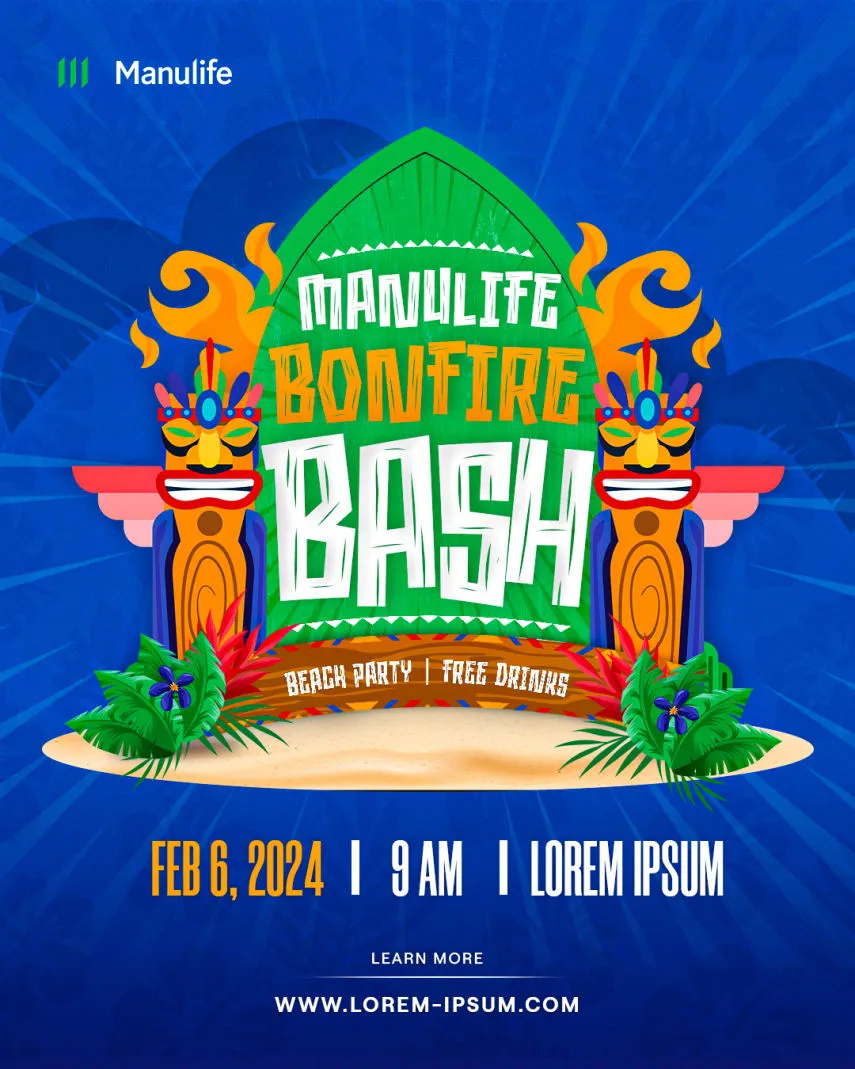 Manulife
MANULIFE
BONFIRE
BASH
BEACH PARTY | FREE DRINKS
FEB 6, 2024 | 9 AM | LOREM IPSUM
LEARN MORE
WWW.LOREM-IPSUM.COM